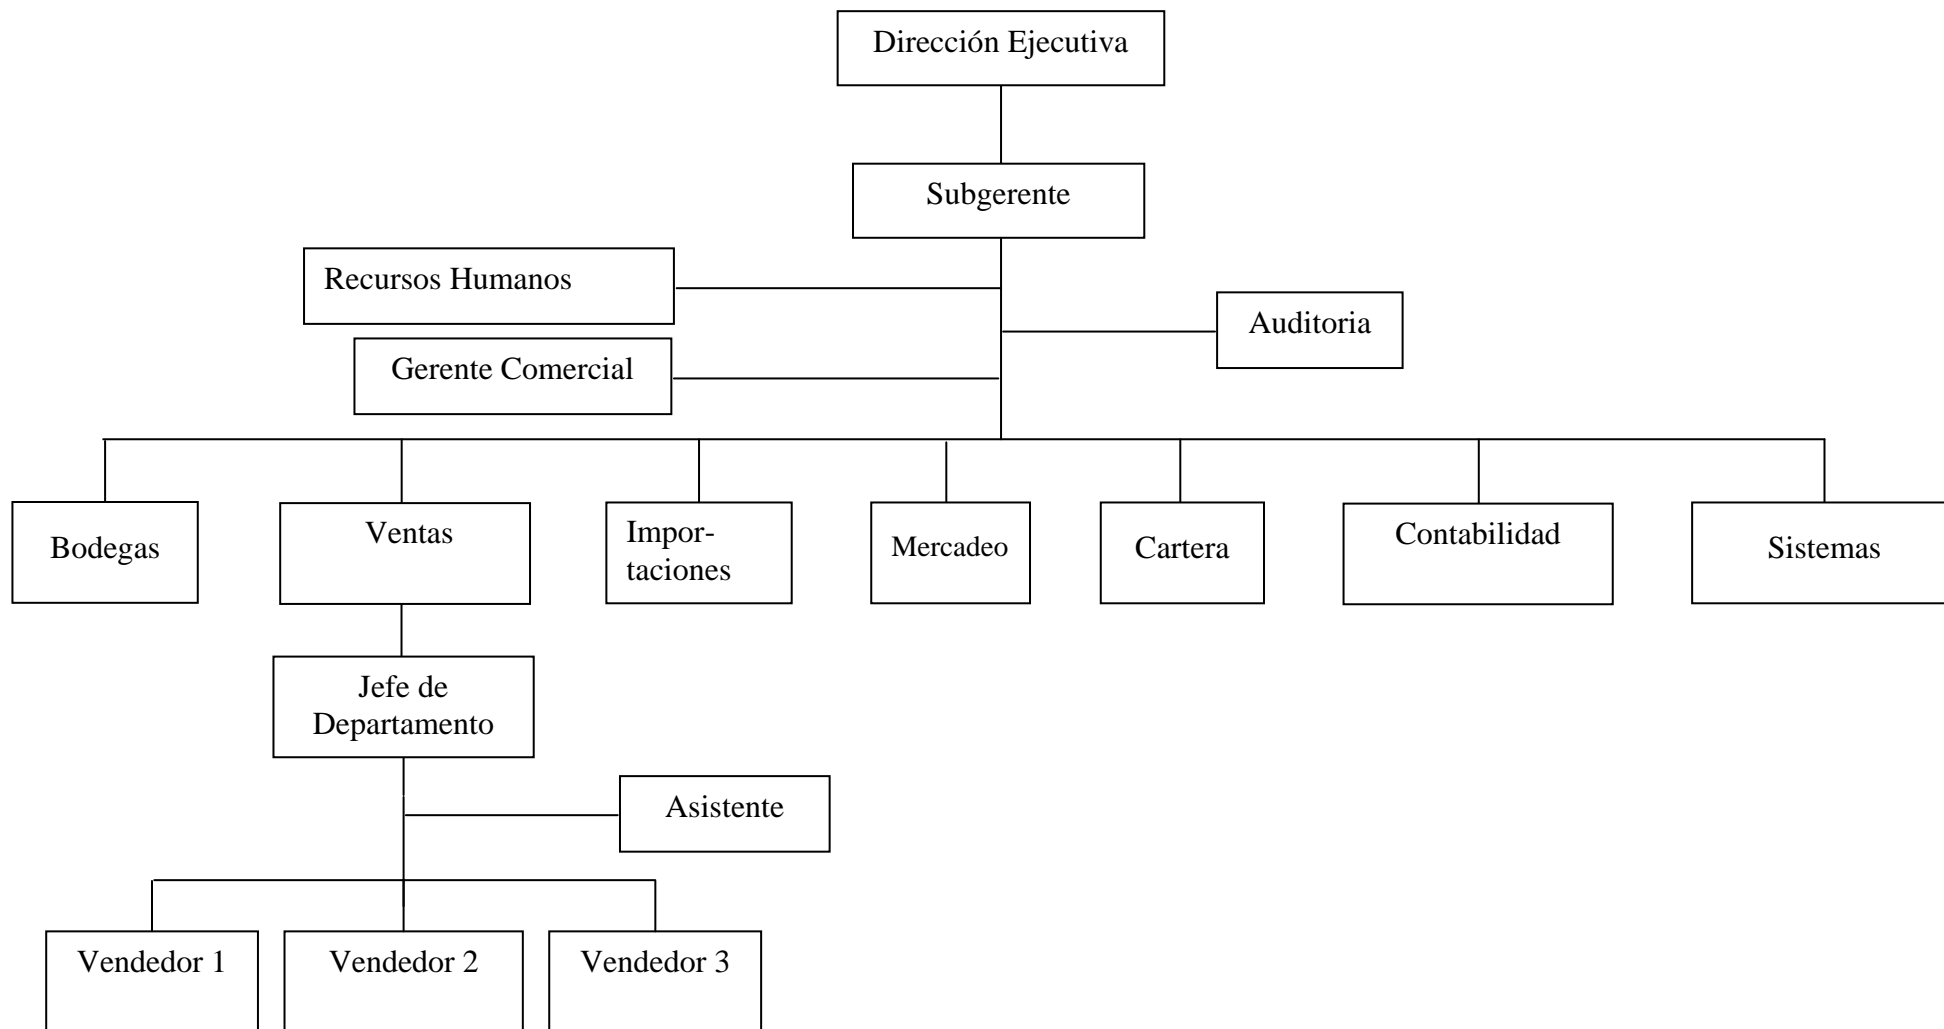 Dirección Ejecutiva
Subgerente
Recursos Humanos
Auditoria
Gerente Comercial
Bodegas
Ventas
Impor-
taciones
Mercadeo
Cartera
Contabilidad
Sistemas
Jefe de
Departamento
Asistente
Vendedor 1
Vendedor 2
Vendedor 3